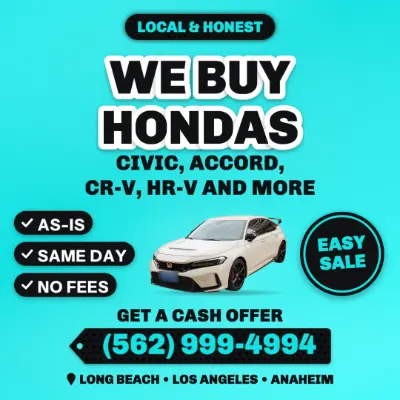 LOCAL & HONEST
WE BUY
HONDAS
CIVIC, ACCORD,
CR-V, HR-V AND MORE
✓ AS-IS
✓ SAME DAY
✓ NO FEES
EASY
SALE
GET A CASH OFFER
(562) 999-4994
LONG BEACH • LOS ANGELES • ANAHEIM